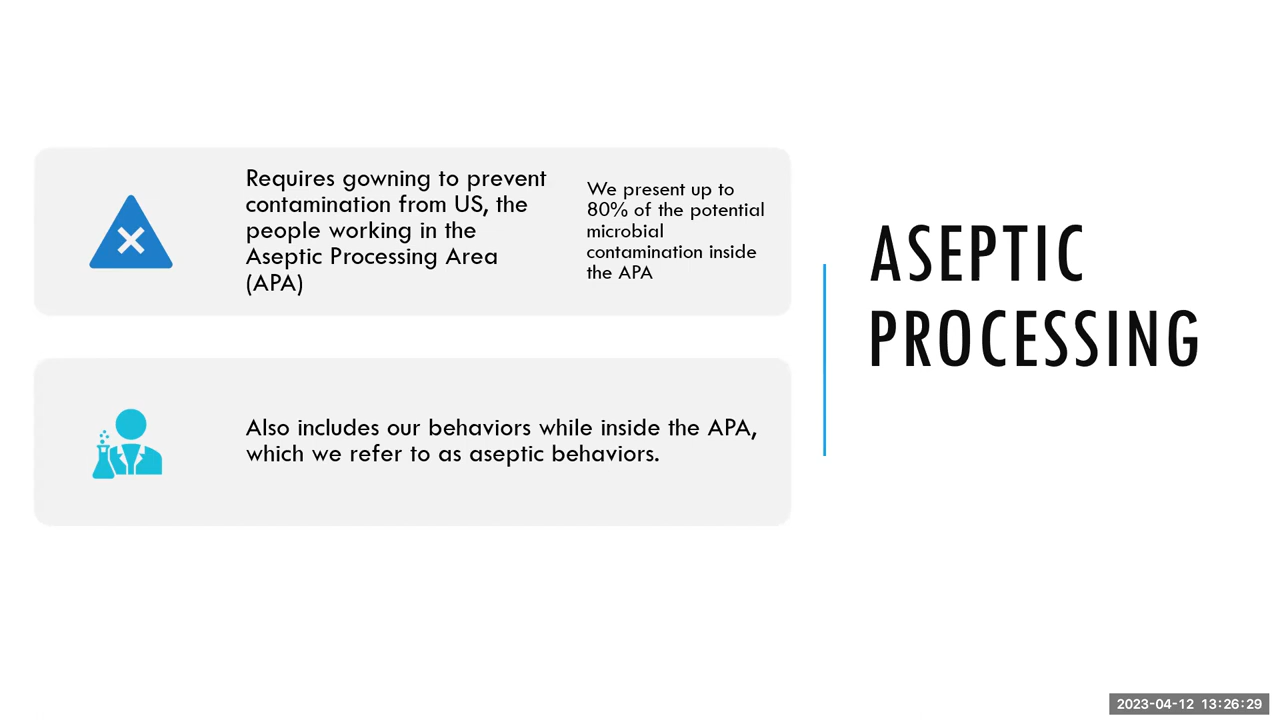 Requires gowning to prevent
contamination from US, the
people working in the
Aseptic Processing Area
(APA)
We present up to
80% of the potential
microbial
contamination inside
the APA
Also includes our behaviors while inside the APA,
which we refer to as aseptic behaviors.
ASEPTIC
PROCESSING
2023-04-12 13:26:29